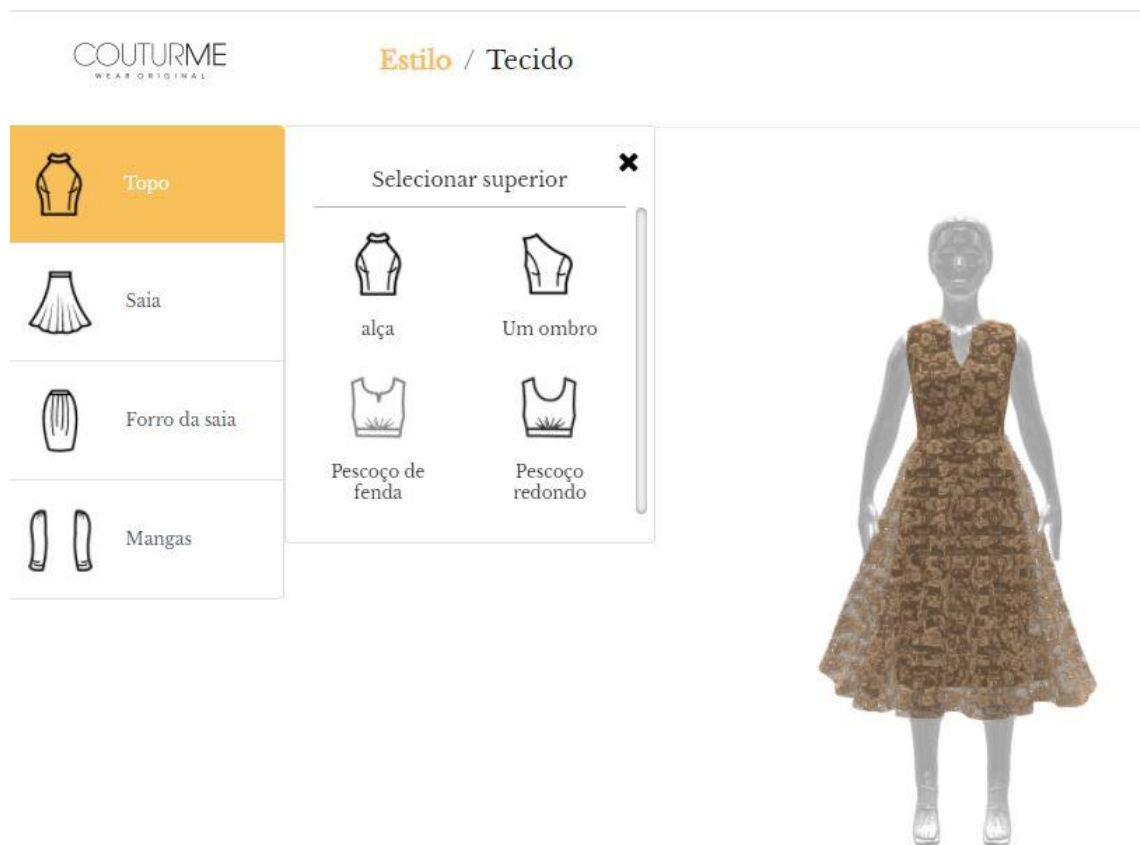 COUTURME
WEAR ORIGINAL
Estilo / Tecido
Topo
Saia
Forro da saia
Mangas
Selecionar superior
alça
Um ombro
Pescoço de
fenda
Pescoço
redondo